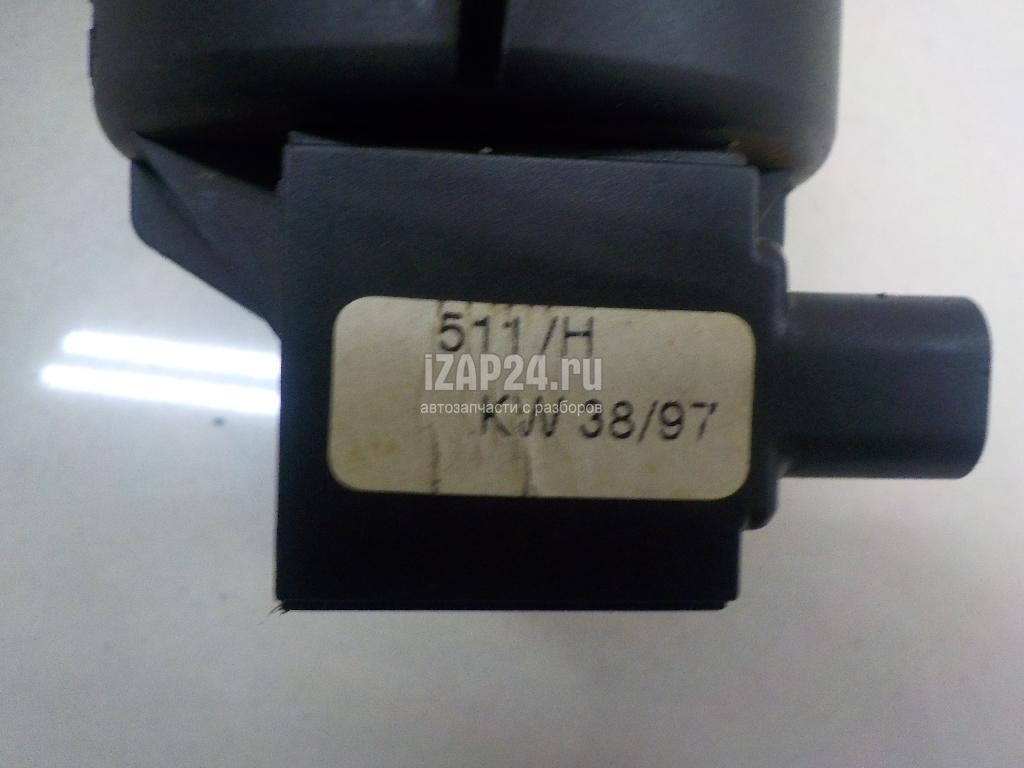 511/H
iZAP24.ru
автозапчасти с разборов
KW 38/97